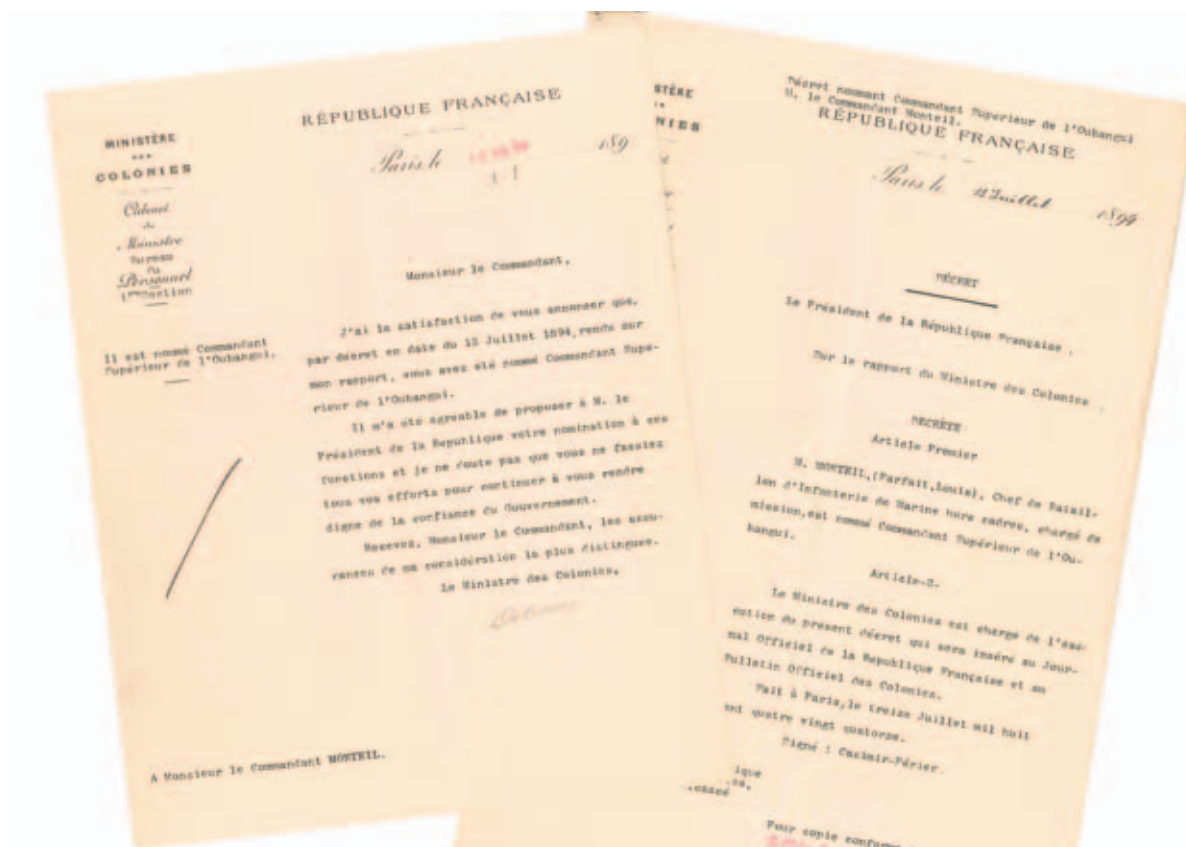 RÉPUBLIQUE FRANÇAISE
MINISTÈRE
DES
COLONIES
Paris, le 189
Cabinet
du
Ministre
Bureau
du
Personnel
1ère Section
Il est nommé Commandant
Supérieur de l'Oubangui.
Monsieur le Commandant,
J'ai la satisfaction de vous annoncer que,
par décret en date du 13 Juillet 1894, rendu sur
mon rapport, vous avez été nommé Commandant Supé-
rieur de l'Oubangui.
Il m'a été agréable de proposer à M. le
Président de la République votre nomination à ces
fonctions et je ne doute pas que vous ne fassiez
tous vos efforts pour continuer à vous rendre
digne de la confiance du Gouvernement.
Recevez, Monsieur le Commandant, les assu-
rances de ma considération la plus distinguée.
Le Ministre des Colonies,
A Monsieur le Commandant MONTEIL.
STÈRE
ONIES
Décret nommant Commandant Supérieur de l'Oubangui
M. le Commandant Monteil.
RÉPUBLIQUE FRANÇAISE
Paris, le Juillet 1894
DÉCRET
Le Président de la République Française,
Sur le rapport du Ministre des Colonies,
DÉCRÈTE
Article Premier
M. MONTEIL, (Parfait, Louis), Chef de Batail-
lon d'Infanterie de Marine hors cadres, chargé de
mission, est nommé Commandant Supérieur de l'Ou-
bangui.
Article-2.
Le Ministre des Colonies est chargé de l'exé-
cution du présent décret qui sera inséré au Jour-
nal Officiel de la République Française et au
Bulletin Officiel des Colonies.
Fait à Paris, le treize Juillet mil huit
ent quatre vingt quatorze.
Signé : Casimir-Périer.
ique
Pour copie conforme